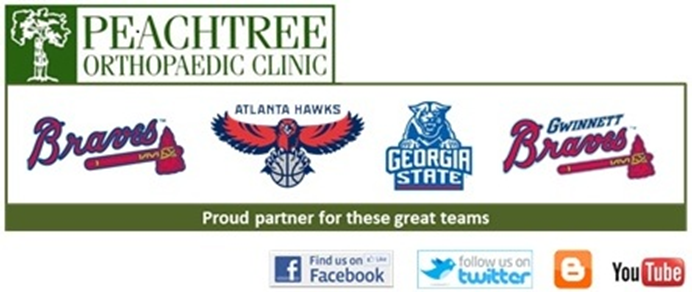 PEACHTREE
ORTHOPAEDIC CLINIC
Braves
ATLANTA HAWKS
GEORGIA
STATE
GWINNETT
Braves
Proud partner for these great teams
Find us on Like
Facebook
follow us on
twitter
YouTube